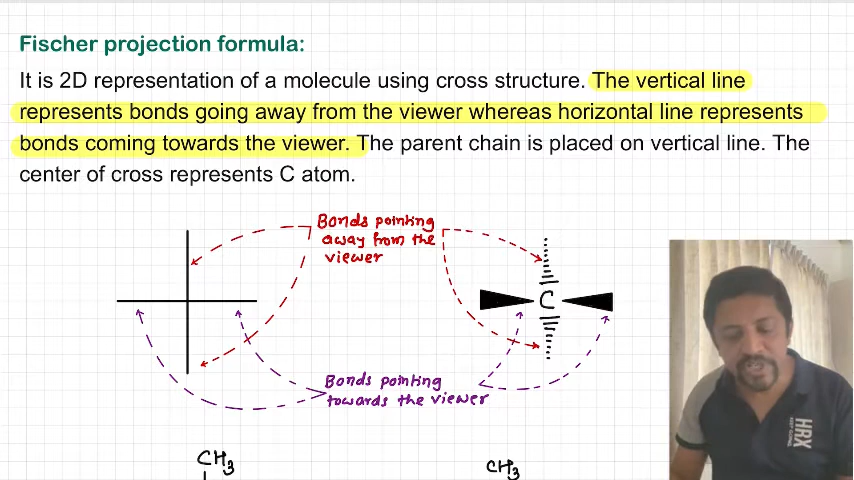 Fischer projection formula:
It is 2D representation of a molecule using cross structure. The vertical line
represents bonds going away from the viewer whereas horizontal line represents
bonds coming towards the viewer. The parent chain is placed on vertical line. The
center of cross represents C atom.
Bonds pointing
away from the
viewer
C
Bonds pointing
towards the viewer
HRX
CH3
CH3